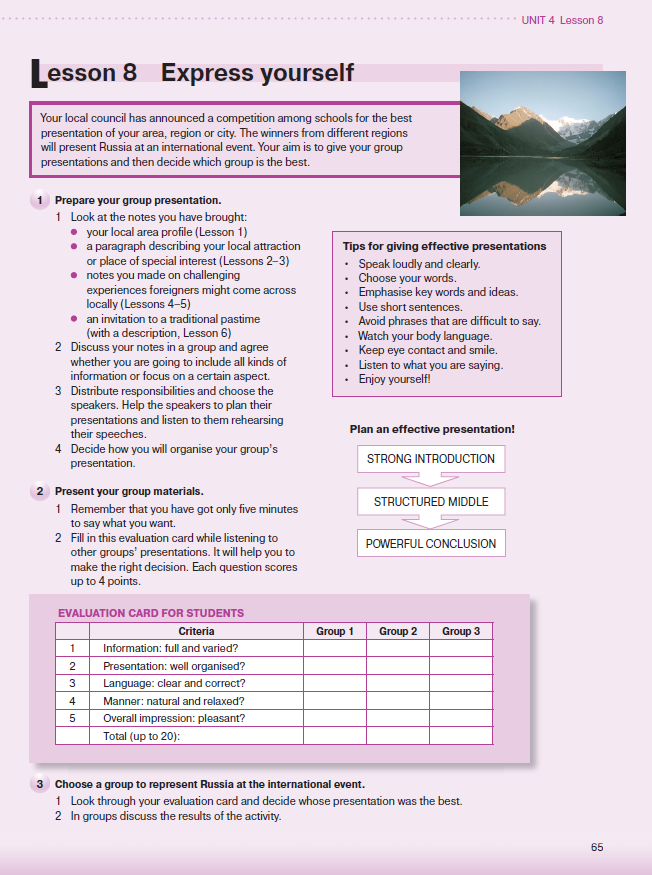 UNIT 4 Lesson 8
Lesson 8 Express yourself
Your local council has announced a competition among schools for the best
presentation of your area, region or city. The winners from different regions
will present Russia at an international event. Your aim is to give your group
presentations and then decide which group is the best.
1 Prepare your group presentation.
1 Look at the notes you have brought:
● your local area profile (Lesson 1)
● a paragraph describing your local attraction
or place of special interest (Lessons 2–3)
● notes you made on challenging
experiences foreigners might come across
locally (Lessons 4–5)
● an invitation to a traditional pastime
(with a description, Lesson 6)
2 Discuss your notes in a group and agree
whether you are going to include all kinds of
information or focus on a certain aspect.
3 Distribute responsibilities and choose the
speakers. Help the speakers to plan their
presentations and listen to them rehearsing
their speeches.
4 Decide how you will organise your group's
presentation.
Tips for giving effective presentations
• Speak loudly and clearly.
• Choose your words.
• Emphasise key words and ideas.
• Use short sentences.
• Avoid phrases that are difficult to say.
• Watch your body language.
• Keep eye contact and smile.
• Listen to what you are saying.
• Enjoy yourself!
Plan an effective presentation!
STRONG INTRODUCTION
STRUCTURED MIDDLE
POWERFUL CONCLUSION
2 Present your group materials.
1 Remember that you have got only five minutes
to say what you want.
2 Fill in this evaluation card while listening to
other groups' presentations. It will help you to
make the right decision. Each question scores
up to 4 points.
EVALUATION CARD FOR STUDENTS
Criteria Group 1 Group 2 Group 3
1 Information: full and varied?
2 Presentation: well organised?
3 Language: clear and correct?
4 Manner: natural and relaxed?
5 Overall impression: pleasant?
Total (up to 20):
3 Choose a group to represent Russia at the international event.
1 Look through your evaluation card and decide whose presentation was the best.
2 In groups discuss the results of the activity.
65